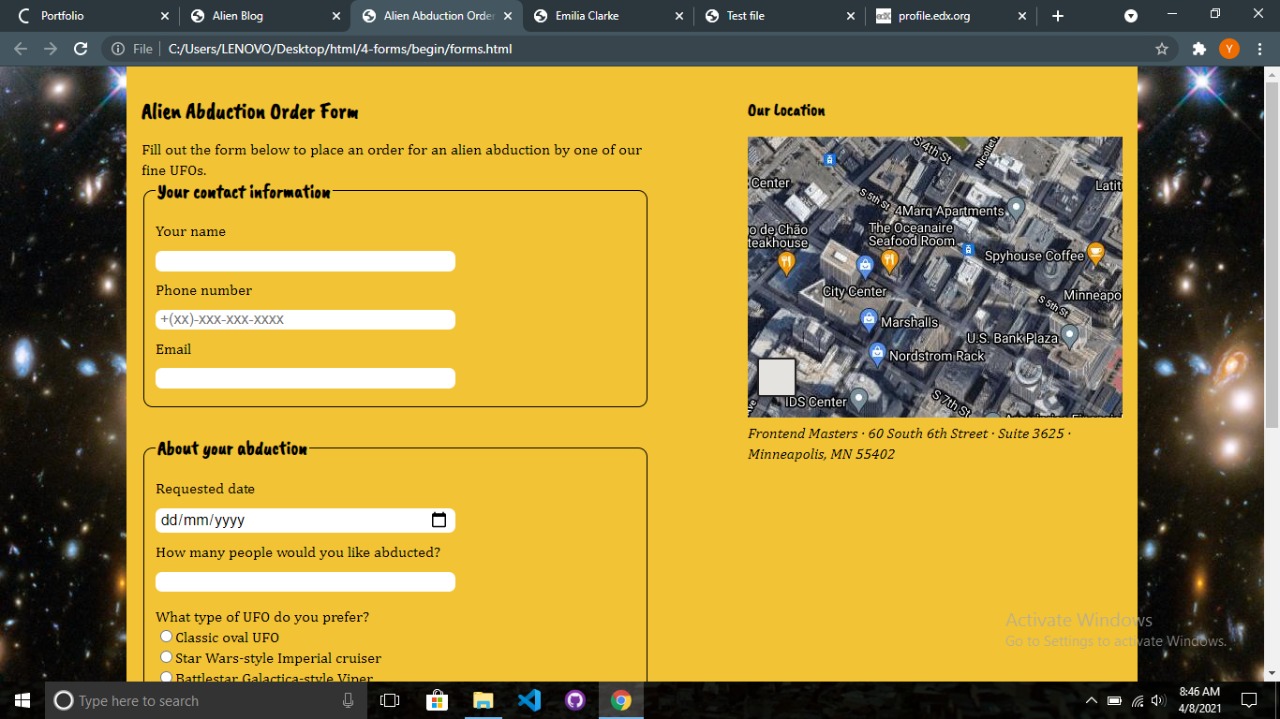 Portfolio
Alien Blog
Alien Abduction Orde
Emilia Clarke
Test file
profile.edx.org
File
C:/Users/LENOVO/Desktop/html/4-forms/begin/forms.html
Y
Alien Abduction Order Form
Fill out the form below to place an order for an alien abduction by one of our
fine UFOs.
Your contact information
Your name
Phone number
+(xx)-xxx-xxx-xxxx
Email
About your abduction
Requested date
dd/mm/yyyy
How many people would you like abducted?
What type of UFO do you prefer?
Classic oval UFO
Star Wars-style Imperial cruiser
Battlestar Galactica-style Viper
Our Location
S 4th St
Nicollet
Center
Latit
S 5th St
4Marq Apartments
o de Chão
teakhouse
The Oceanaire
Seafood Room
Spyhouse Coffee
City Center
Minneapo
S 5th St
Marshalls
U.S. Bank Plaza
Nordstrom Rack
IDS Center
S 7th St
Frontend Masters · 60 South 6th Street · Suite 3625 ·
Minneapolis, MN 55402
Activate Windows
Go to Settings to activate Windows.
Type here to search
8:46 AM
4/8/2021